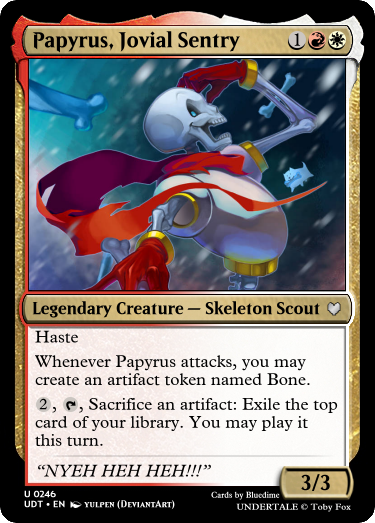 Papyrus, Jovial Sentry 1
Legendary Creature — Skeleton Scout
Haste
Whenever Papyrus attacks, you may
create an artifact token named Bone.
2, , Sacrifice an artifact: Exile the top
card of your library. You may play it
this turn.
“NYEH HEH HEH!!!”
3/3
U 0246
UDT • EN YULPEN (DEVIANTART)
Cards by Bluedime
UNDERTALE © Toby Fox